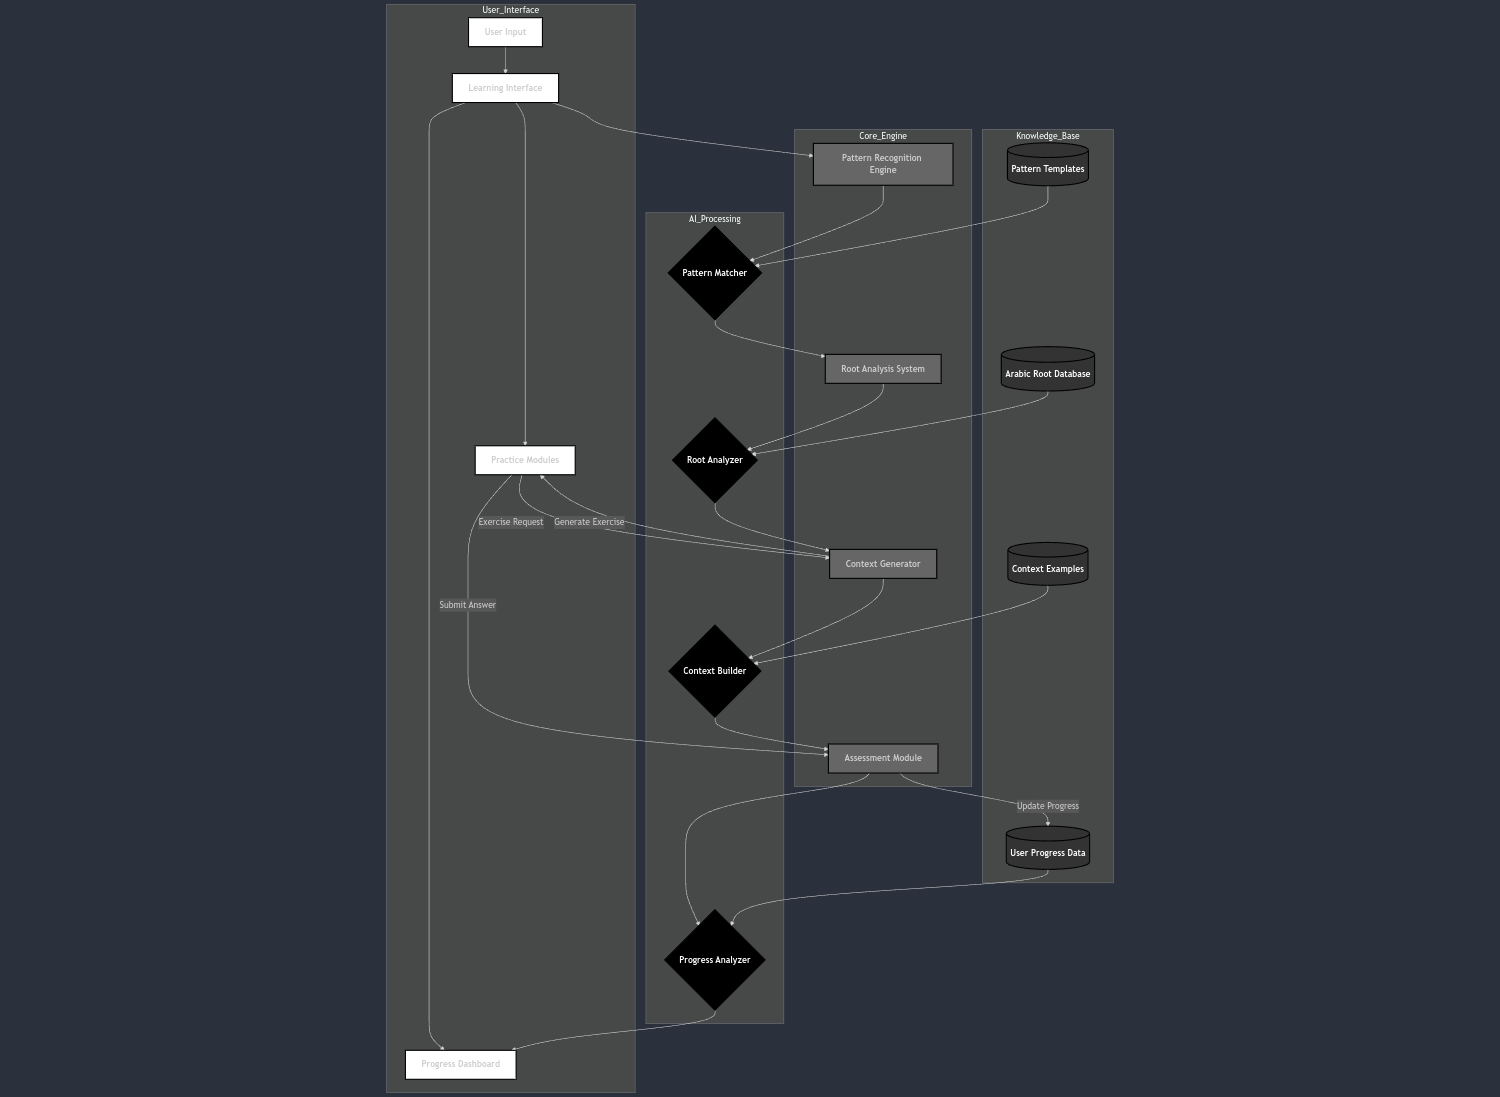 User_Interface
User Input
Learning Interface
Core_Engine
Knowledge_Base
Pattern Recognition
Engine
Pattern Templates
AI_Processing
Pattern Matcher
Root Analysis System
Arabic Root Database
Practice Modules
Root Analyzer
Exercise Request
Generate Exercise
Context Generator
Context Examples
Submit Answer
Context Builder
Assessment Module
Update Progress
User Progress Data
Progress Analyzer
Progress Dashboard